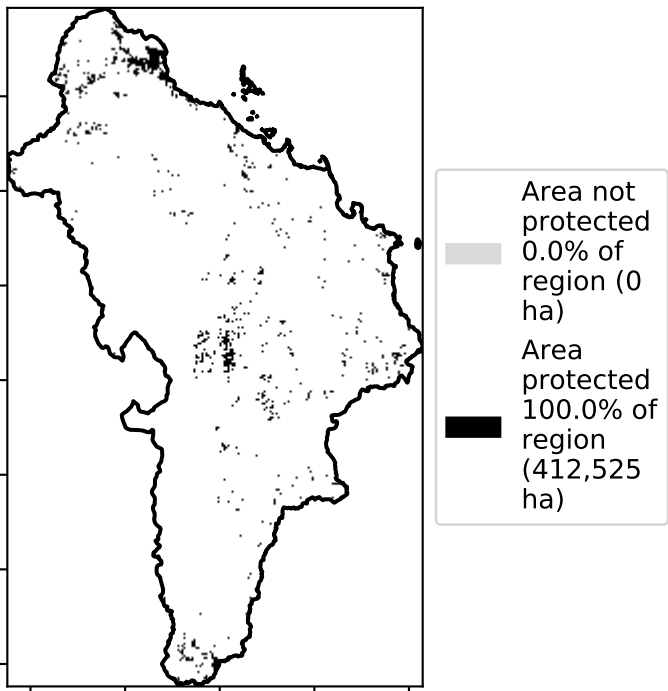 Area not
protected
0.0% of
region (0
ha)
Area
protected
100.0% of
region
(412,525
ha)